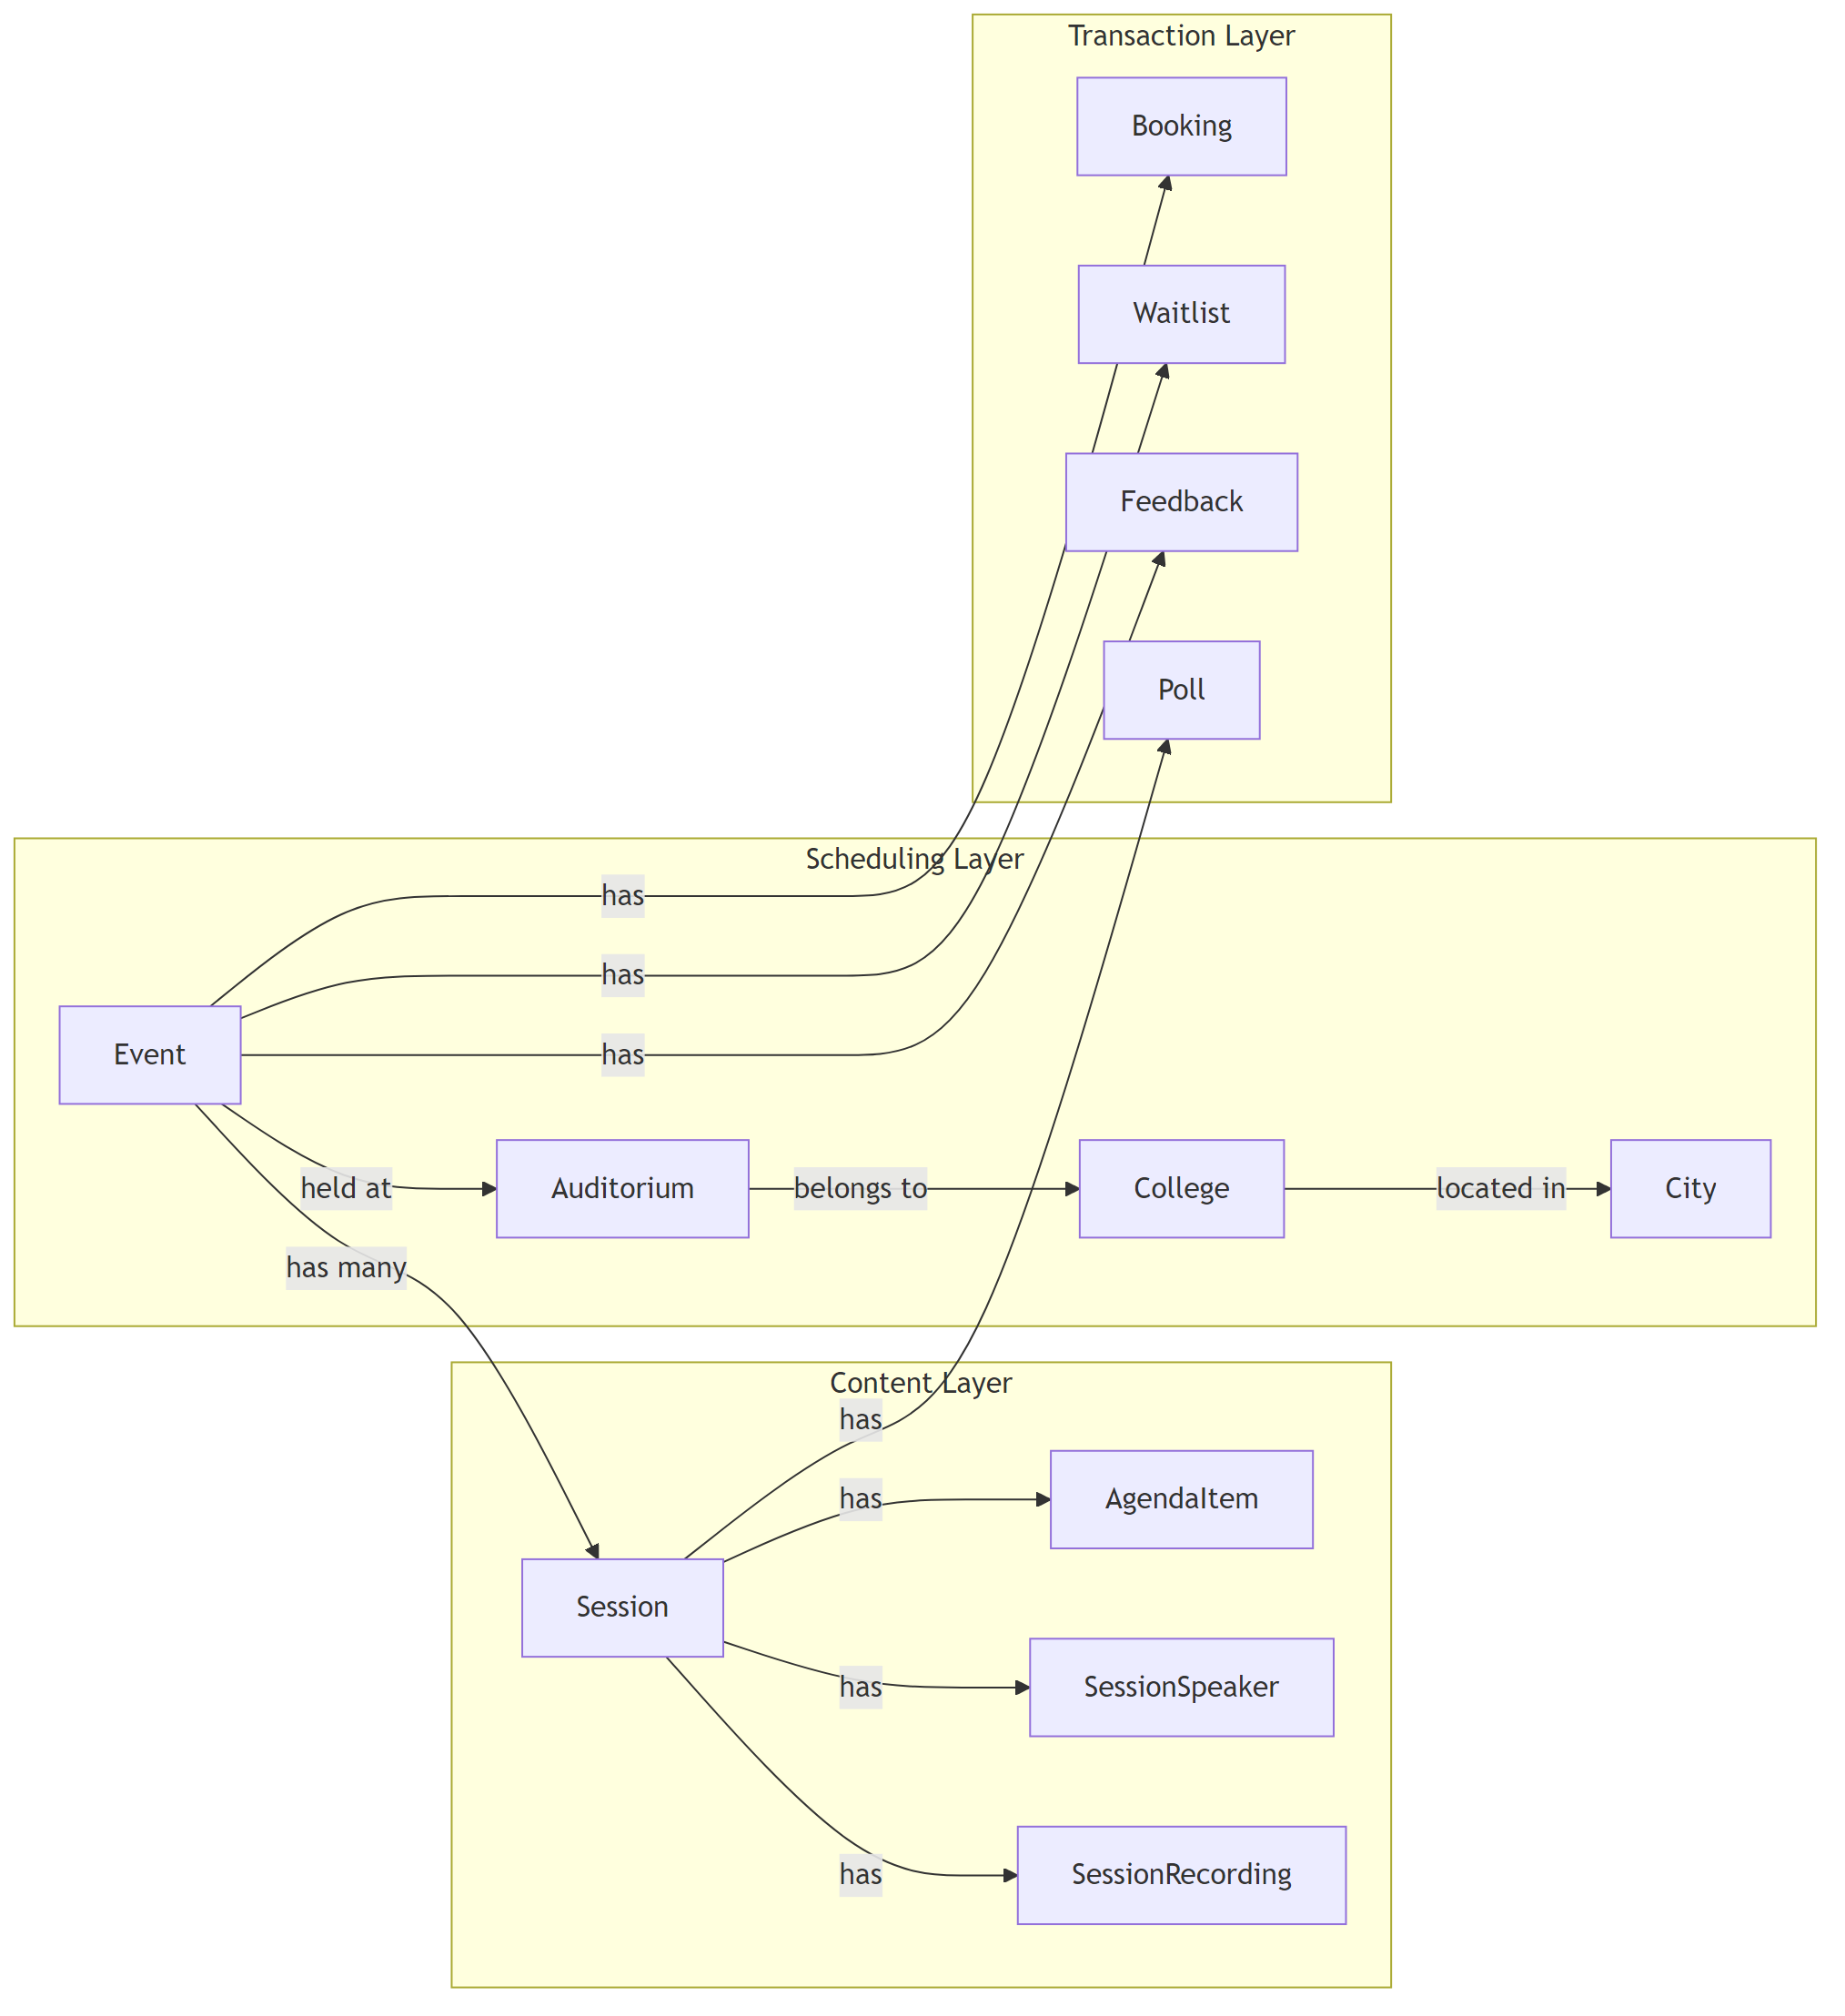 Transaction Layer
Booking
Waitlist
Feedback
Poll
Scheduling Layer
has
has
has
Event
held at
Auditorium
belongs to
College
located in
City
has many
Content Layer
has
has
AgendaItem
Session
has
SessionSpeaker
has
SessionRecording